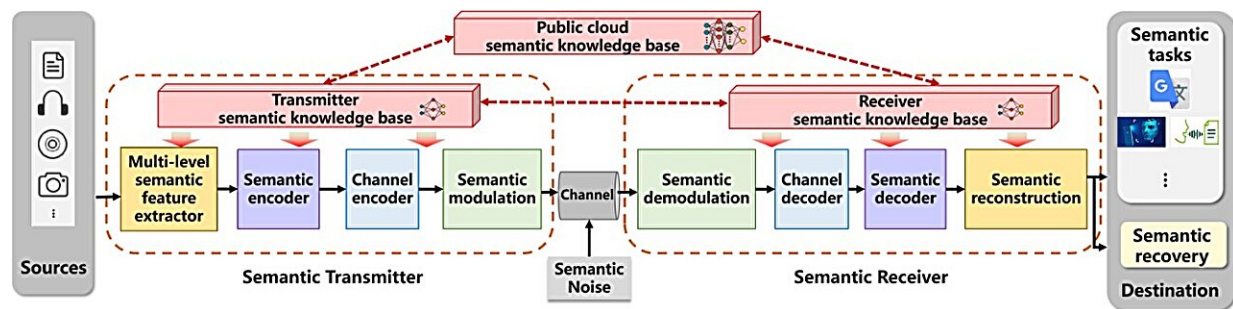 Public cloud
semantic knowledge base
Semantic
tasks
G 文
Transmitter
semantic knowledge base
Receiver
semantic knowledge base
Multi-level
semantic
feature
extractor
Semantic
encoder
Channel
encoder
Semantic
modulation
Channel
Semantic
demodulation
Channel
decoder
Semantic
decoder
Semantic
reconstruction
Sources
Semantic Transmitter
Semantic
Noise
Semantic Receiver
Semantic
recovery
Destination